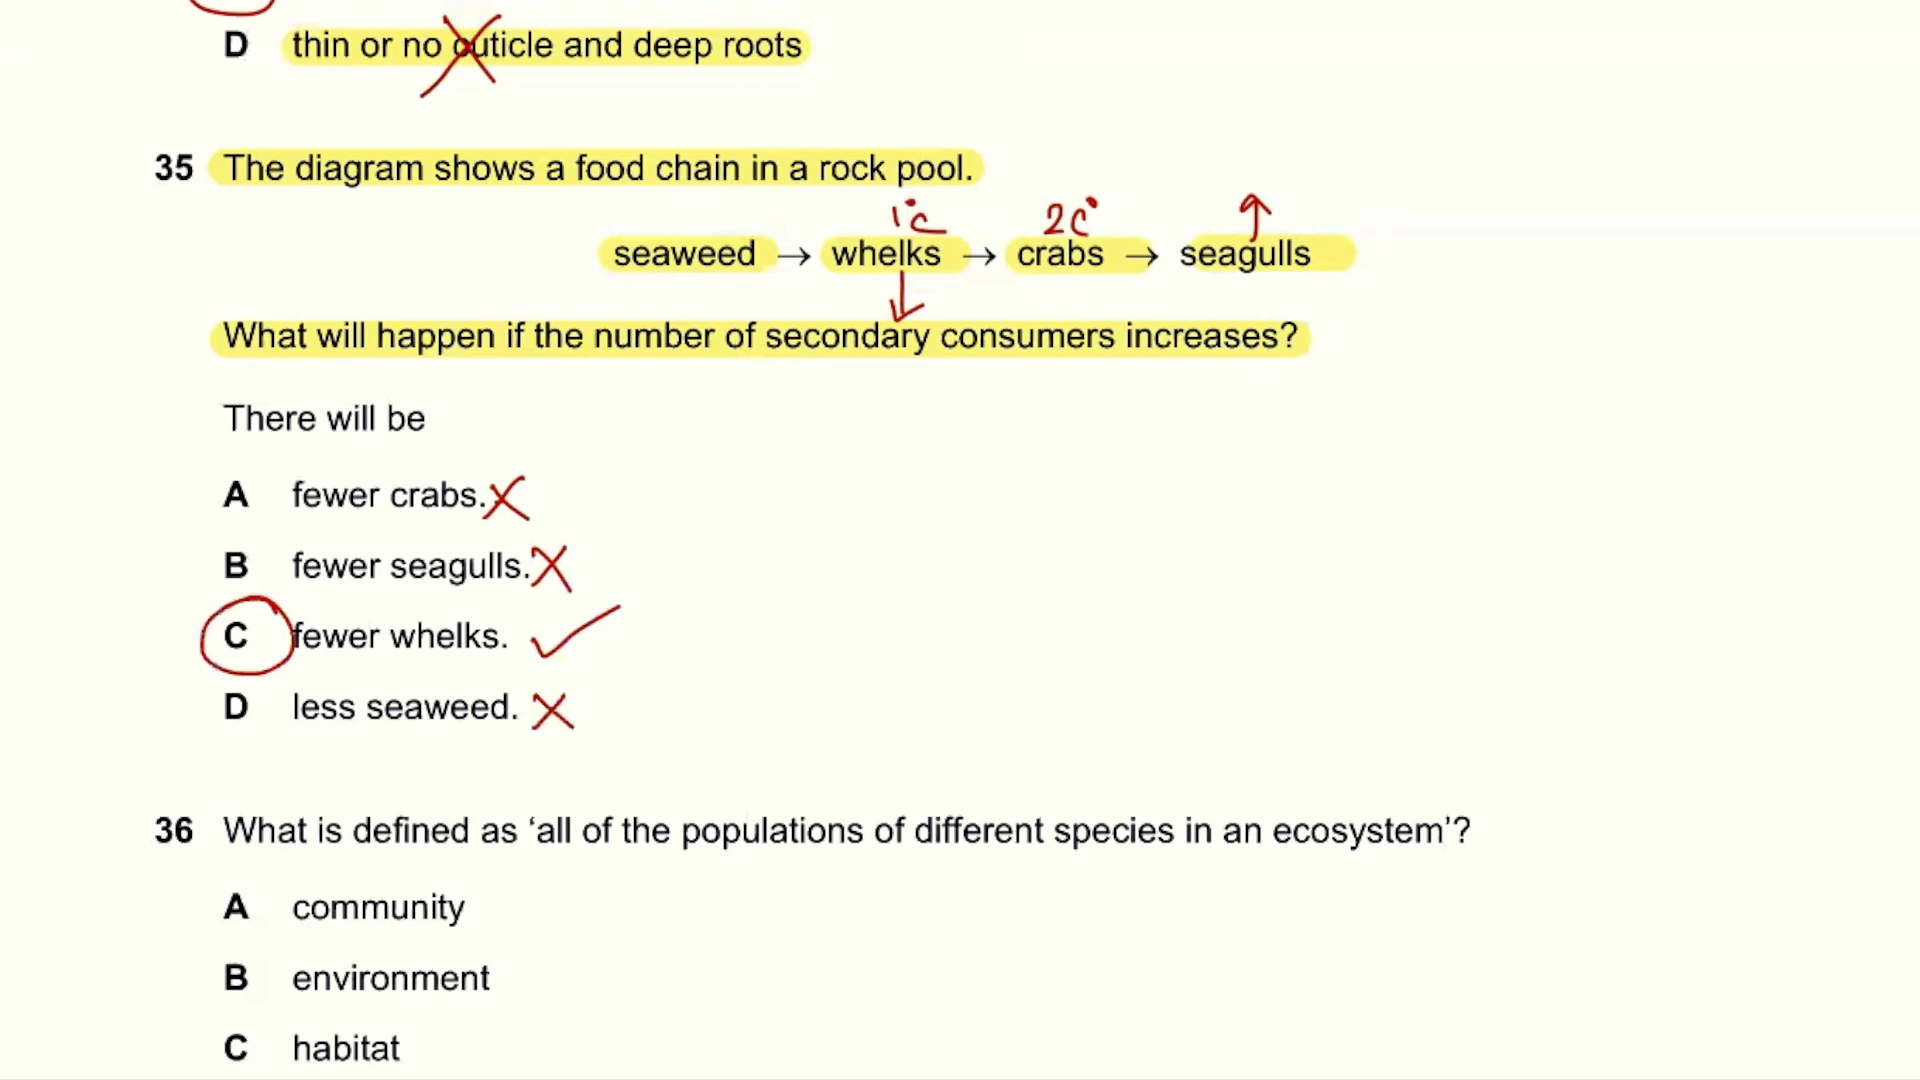 D thin or no cuticle and deep roots
35 The diagram shows a food chain in a rock pool.
1°C 2C°
seaweed → whelks → crabs → seagulls
What will happen if the number of secondary consumers increases?
There will be
A fewer crabs.
B fewer seagulls.
C fewer whelks.
D less seaweed.
36 What is defined as ‘all of the populations of different species in an ecosystem’?
A community
B environment
C habitat